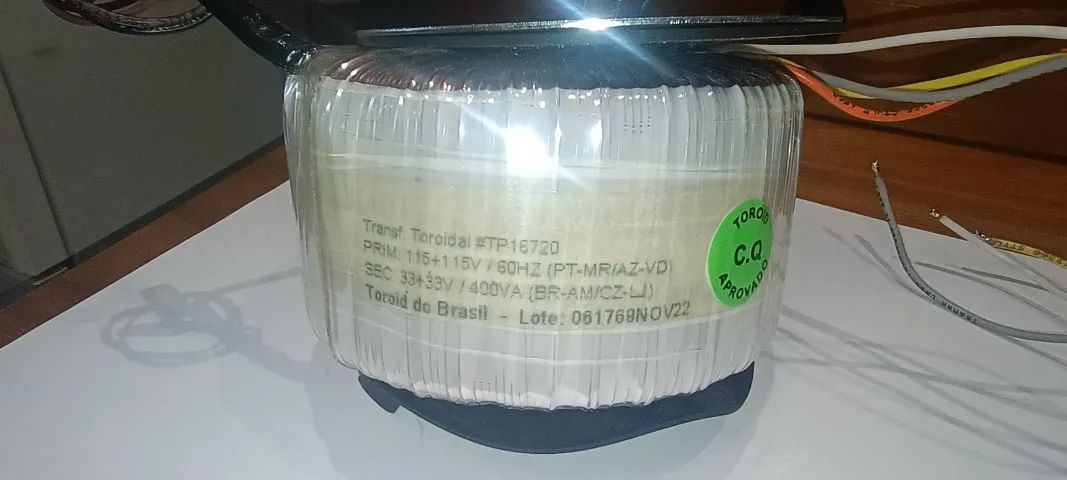 Transf. Toroidal #TP16720
PRIM: 115+115V / 60HZ (PT-MR/AZ-VD)
SEC: 33+33V / 400VA (BR-AM/CZ-LJ)
Toroid do Brasil - Lote: 061769NOV22
TOROID
C.Q
APROVADO